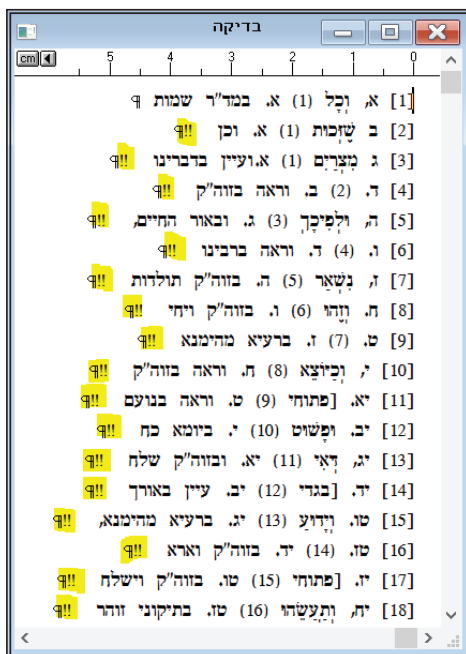 בדיקה
cm 5 4 3 2 1 0
[1] א, וְכָל (1) א. במד"ר שמות ¶
[2] ב שֶׁזְּכוּת (1) א. וכן !!¶
[3] ג מִצְרַיִם (1) א.ועיין בדברינו !!¶
[4] ד. (2) ב. וראה בזוה"ק !!¶
[5] ה, וּלְפִיכָךְ (3) ג. ובאור החיים, !!¶
[6] ו. (4) ד. וראה ברבינו !!¶
[7] ז, נִשְׁאַר (5) ה. בזוה"ק תולדות !!¶
[8] ח. וְזֶהוּ (6) ו. בזוה"ק ויחי !!¶
[9] ט. (7) ז. ברעיא מהימנא !!¶
[10] י, וְכַיּוֹצֵא (8) ח. וראה בזוה"ק !!¶
[11] יא. [פתוחי (9) ט. וראה בנועם !!¶
[12] יב. וּפָשׁוּט (10) י. ביומא כח !!¶
[13] יג, דְּאִי (11) יא. ובזוה"ק שלח !!¶
[14] יד. [בגדי (12) יב. עיין באורך !!¶
[15] טו. וְיָדוּעַ (13) יג. ברעיא מהימנא, !!¶
[16] טז. (14) יד. בזוה"ק וארא !!¶
[17] יז. [פתוחי (15) טו. בזוה"ק וישלח !!¶
[18] יח, וְתַעֲשֵׂהוּ (16) טז. בתיקוני זוהר !!¶